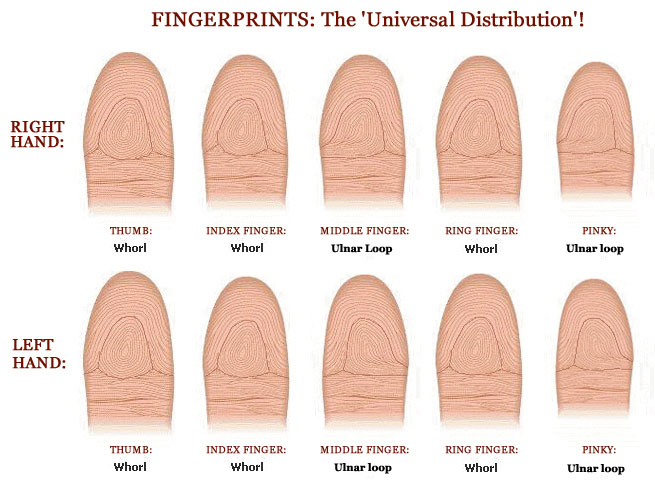 FINGERPRINTS: The 'Universal Distribution'!
RIGHT
HAND:
THUMB: INDEX FINGER: MIDDLE FINGER: RING FINGER: PINKY:
Whorl Whorl Ulnar Loop Whorl Ulnar loop
LEFT
HAND:
THUMB: INDEX FINGER: MIDDLE FINGER: RING FINGER: PINKY:
Whorl Whorl Ulnar loop Whorl Ulnar loop